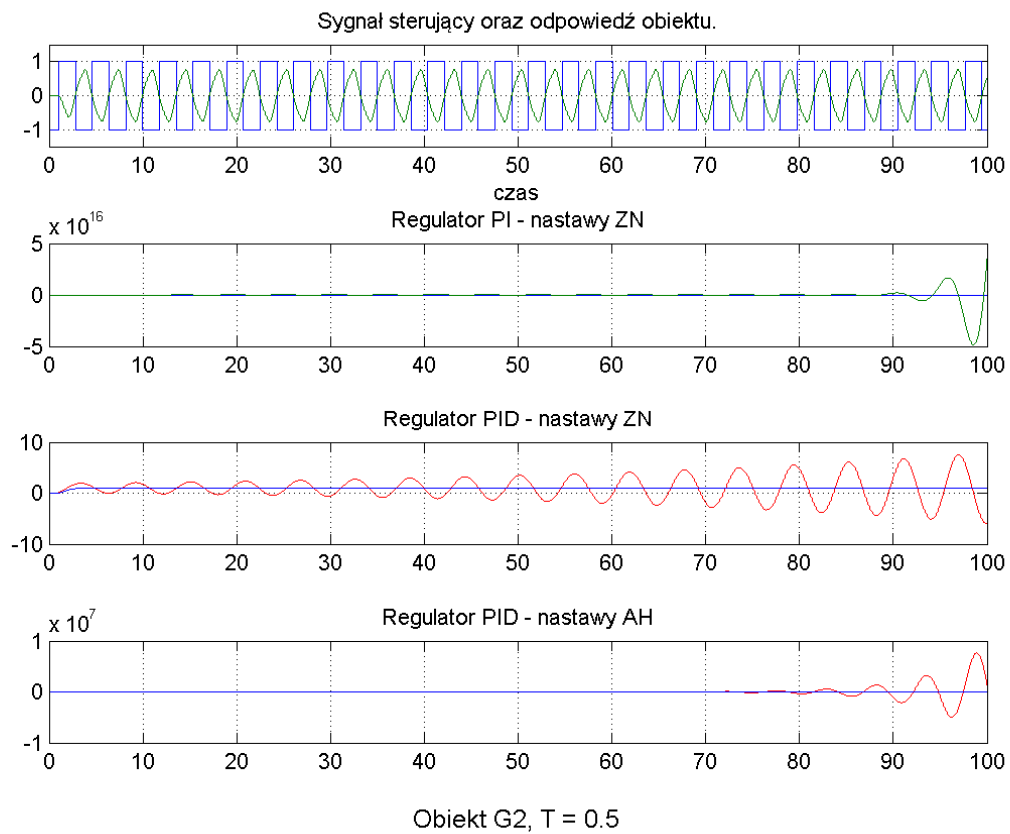 Sygnał sterujący oraz odpowiedź obiektu.
1
0
-1
0 10 20 30 40 50 60 70 80 90 100
czas
Regulator PI - nastawy ZN
x 10^16
5
0
-5
0 10 20 30 40 50 60 70 80 90 100
Regulator PID - nastawy ZN
10
0
-10
0 10 20 30 40 50 60 70 80 90 100
Regulator PID - nastawy AH
x 10^7
1
0
-1
0 10 20 30 40 50 60 70 80 90 100
Obiekt G2, T = 0.5